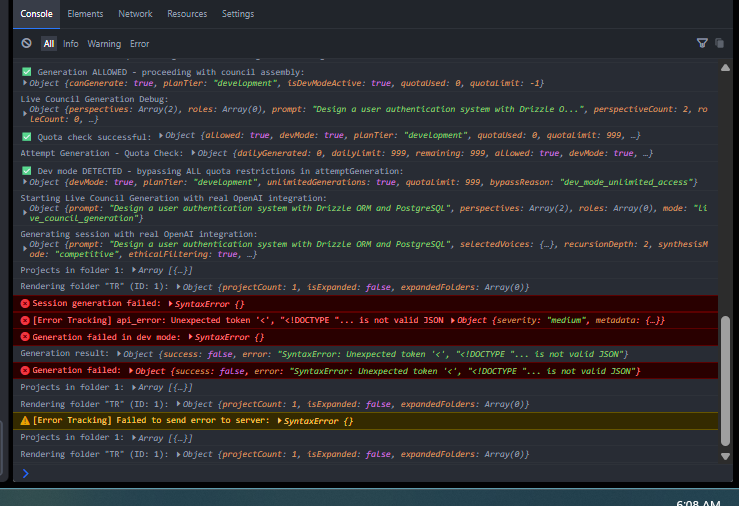 Console Elements Network Resources Settings
All Info Warning Error
✅ Generation ALLOWED - proceeding with council assembly:
▸Object {canGenerate: true, planTier: "development", isDevModeActive: true, quotaUsed: 0, quotaLimit: -1}
Live Council Generation Debug:
▸Object {perspectives: Array(2), roles: Array(0), prompt: "Design a user authentication system with Drizzle O...", perspectiveCount: 2, ro
leCount: 0, …}
✅ Quota check successful: ▸Object {allowed: true, devMode: true, planTier: "development", quotaUsed: 0, quotaLimit: 999, …}
Attempt Generation - Quota Check: ▸Object {dailyGenerated: 0, dailyLimit: 999, remaining: 999, allowed: true, devMode: true, …}
✅ Dev mode DETECTED - bypassing ALL quota restrictions in attemptGeneration:
▸Object {devMode: true, planTier: "development", unlimitedGenerations: true, quotaLimit: 999, bypassReason: "dev_mode_unlimited_access"}
Starting Live Council Generation with real OpenAI integration:
▸Object {prompt: "Design a user authentication system with Drizzle ORM and PostgreSQL", perspectives: Array(2), roles: Array(0), mode: "li
ve_council_generation"}
Generating session with real OpenAI integration:
▸Object {prompt: "Design a user authentication system with Drizzle ORM and PostgreSQL", selectedVoices: {…}, recursionDepth: 2, synthesisM
ode: "competitive", ethicalFiltering: true, …}
Projects in folder 1: ▸Array [{…}]
Rendering folder "TR" (ID: 1): ▸Object {projectCount: 1, isExpanded: false, expandedFolders: Array(0)}
Session generation failed: ▸SyntaxError {}
[Error Tracking] api_error: Unexpected token '<', "<!DOCTYPE "... is not valid JSON ▸Object {severity: "medium", metadata: {…}}
Generation failed in dev mode: ▸SyntaxError {}
Generation result: ▸Object {success: false, error: "SyntaxError: Unexpected token '<', "<!DOCTYPE "... is not valid JSON"}
Generation failed: ▸Object {success: false, error: "SyntaxError: Unexpected token '<', "<!DOCTYPE "... is not valid JSON"}
Projects in folder 1: ▸Array [{…}]
Rendering folder "TR" (ID: 1): ▸Object {projectCount: 1, isExpanded: false, expandedFolders: Array(0)}
[Error Tracking] Failed to send error to server: ▸SyntaxError {}
Projects in folder 1: ▸Array [{…}]
Rendering folder "TR" (ID: 1): ▸Object {projectCount: 1, isExpanded: false, expandedFolders: Array(0)}
6:08 AM